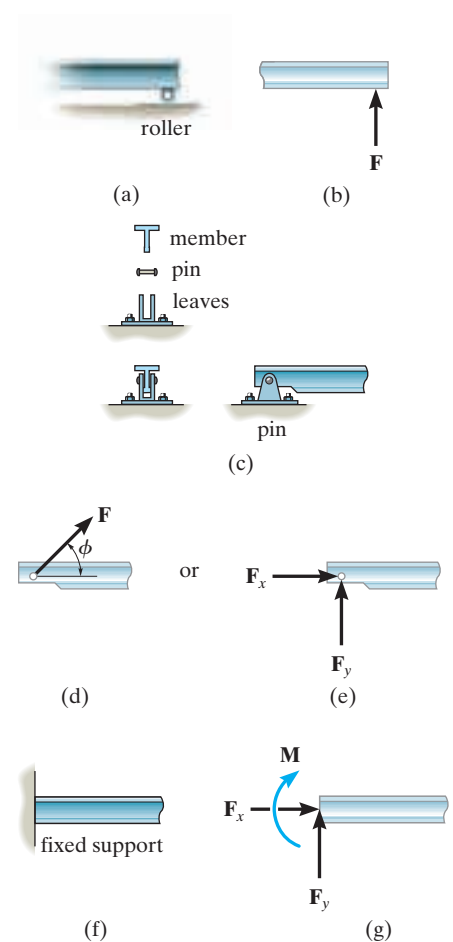 roller
F
(a)
(b)
member
pin
leaves
pin
(c)
F
ϕ
or
Fx
Fy
(d)
(e)
M
Fx
Fy
fixed support
(f)
(g)